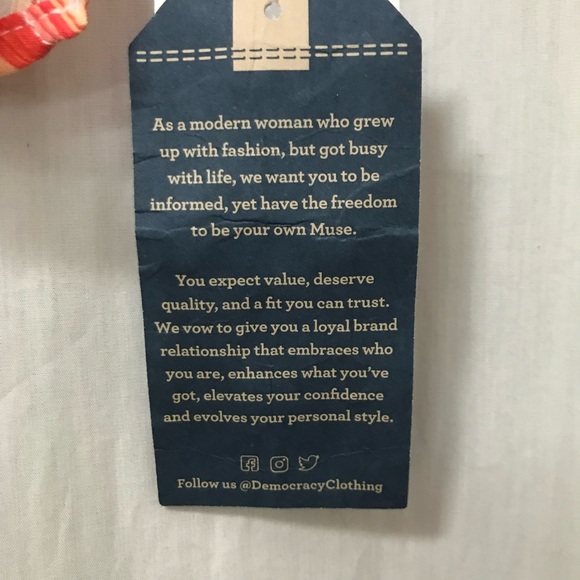 As a modern woman who grew
up with fashion, but got busy
with life, we want you to be
informed, yet have the freedom
to be your own Muse.
You expect value, deserve
quality, and a fit you can trust.
We vow to give you a loyal brand
relationship that embraces who
you are, enhances what you've
got, elevates your confidence
and evolves your personal style.
Follow us @DemocracyClothing